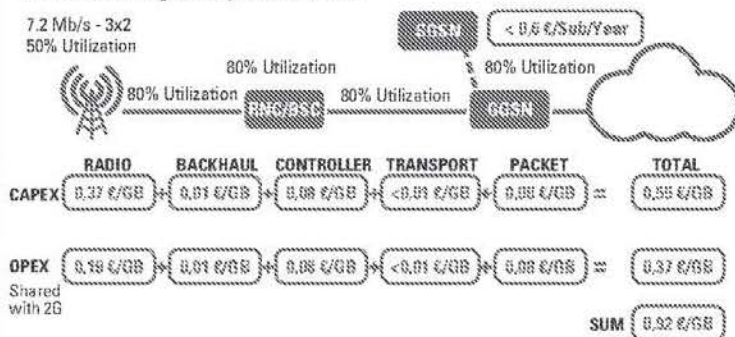 7.2 Mb/s - 3x2
50% Utilization
SGSN
< 0,6 €/Sub/Year
80% Utilization
80% Utilization
80% Utilization
RNC/BSC
80% Utilization
GGSN
RADIO BACKHAUL CONTROLLER TRANSPORT PACKET TOTAL
CAPEX 0,37 €/GB + 0,01 €/GB + 0,08 €/GB + <0,01 €/GB + 0,08 €/GB = 0,55 €/GB
OPEX 0,19 €/GB + 0,01 €/GB + 0,08 €/GB + <0,01 €/GB + 0,08 €/GB = 0,37 €/GB
Shared
with 2G
SUM 0,92 €/GB